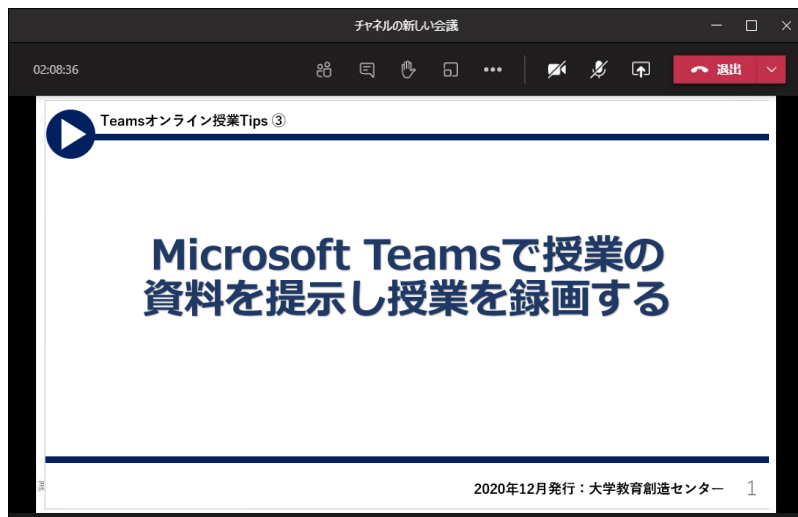 チャネルの新しい会議
02:08:36
退出
Teamsオンライン授業Tips ③
Microsoft Teamsで授業の
資料を提示し授業を録画する
2020年12月発行：大学教育創造センター
1